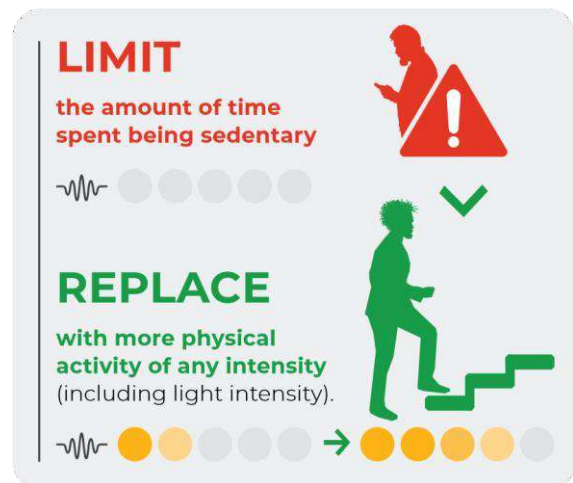 LIMIT
the amount of time
spent being sedentary
REPLACE
with more physical
activity of any intensity
(including light intensity).